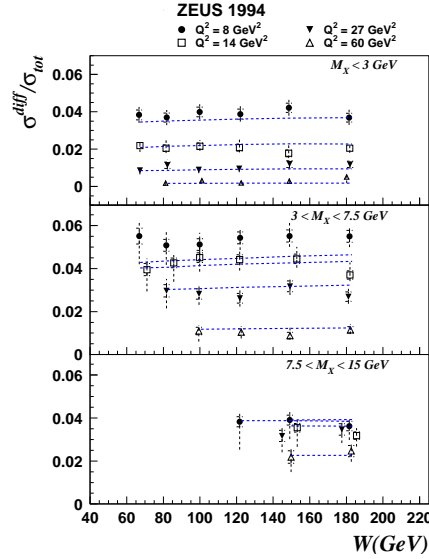 ZEUS 1994
Q² = 8 GeV² Q² = 27 GeV²
Q² = 14 GeV² Q² = 60 GeV²
σ^diff/σ_tot
M_X < 3 GeV
0.06
0.04
0.02
0
3 < M_X < 7.5 GeV
0.06
0.04
0.02
0
7.5 < M_X < 15 GeV
0.06
0.04
0.02
0
40 60 80 100 120 140 160 180 200 220
W(GeV)